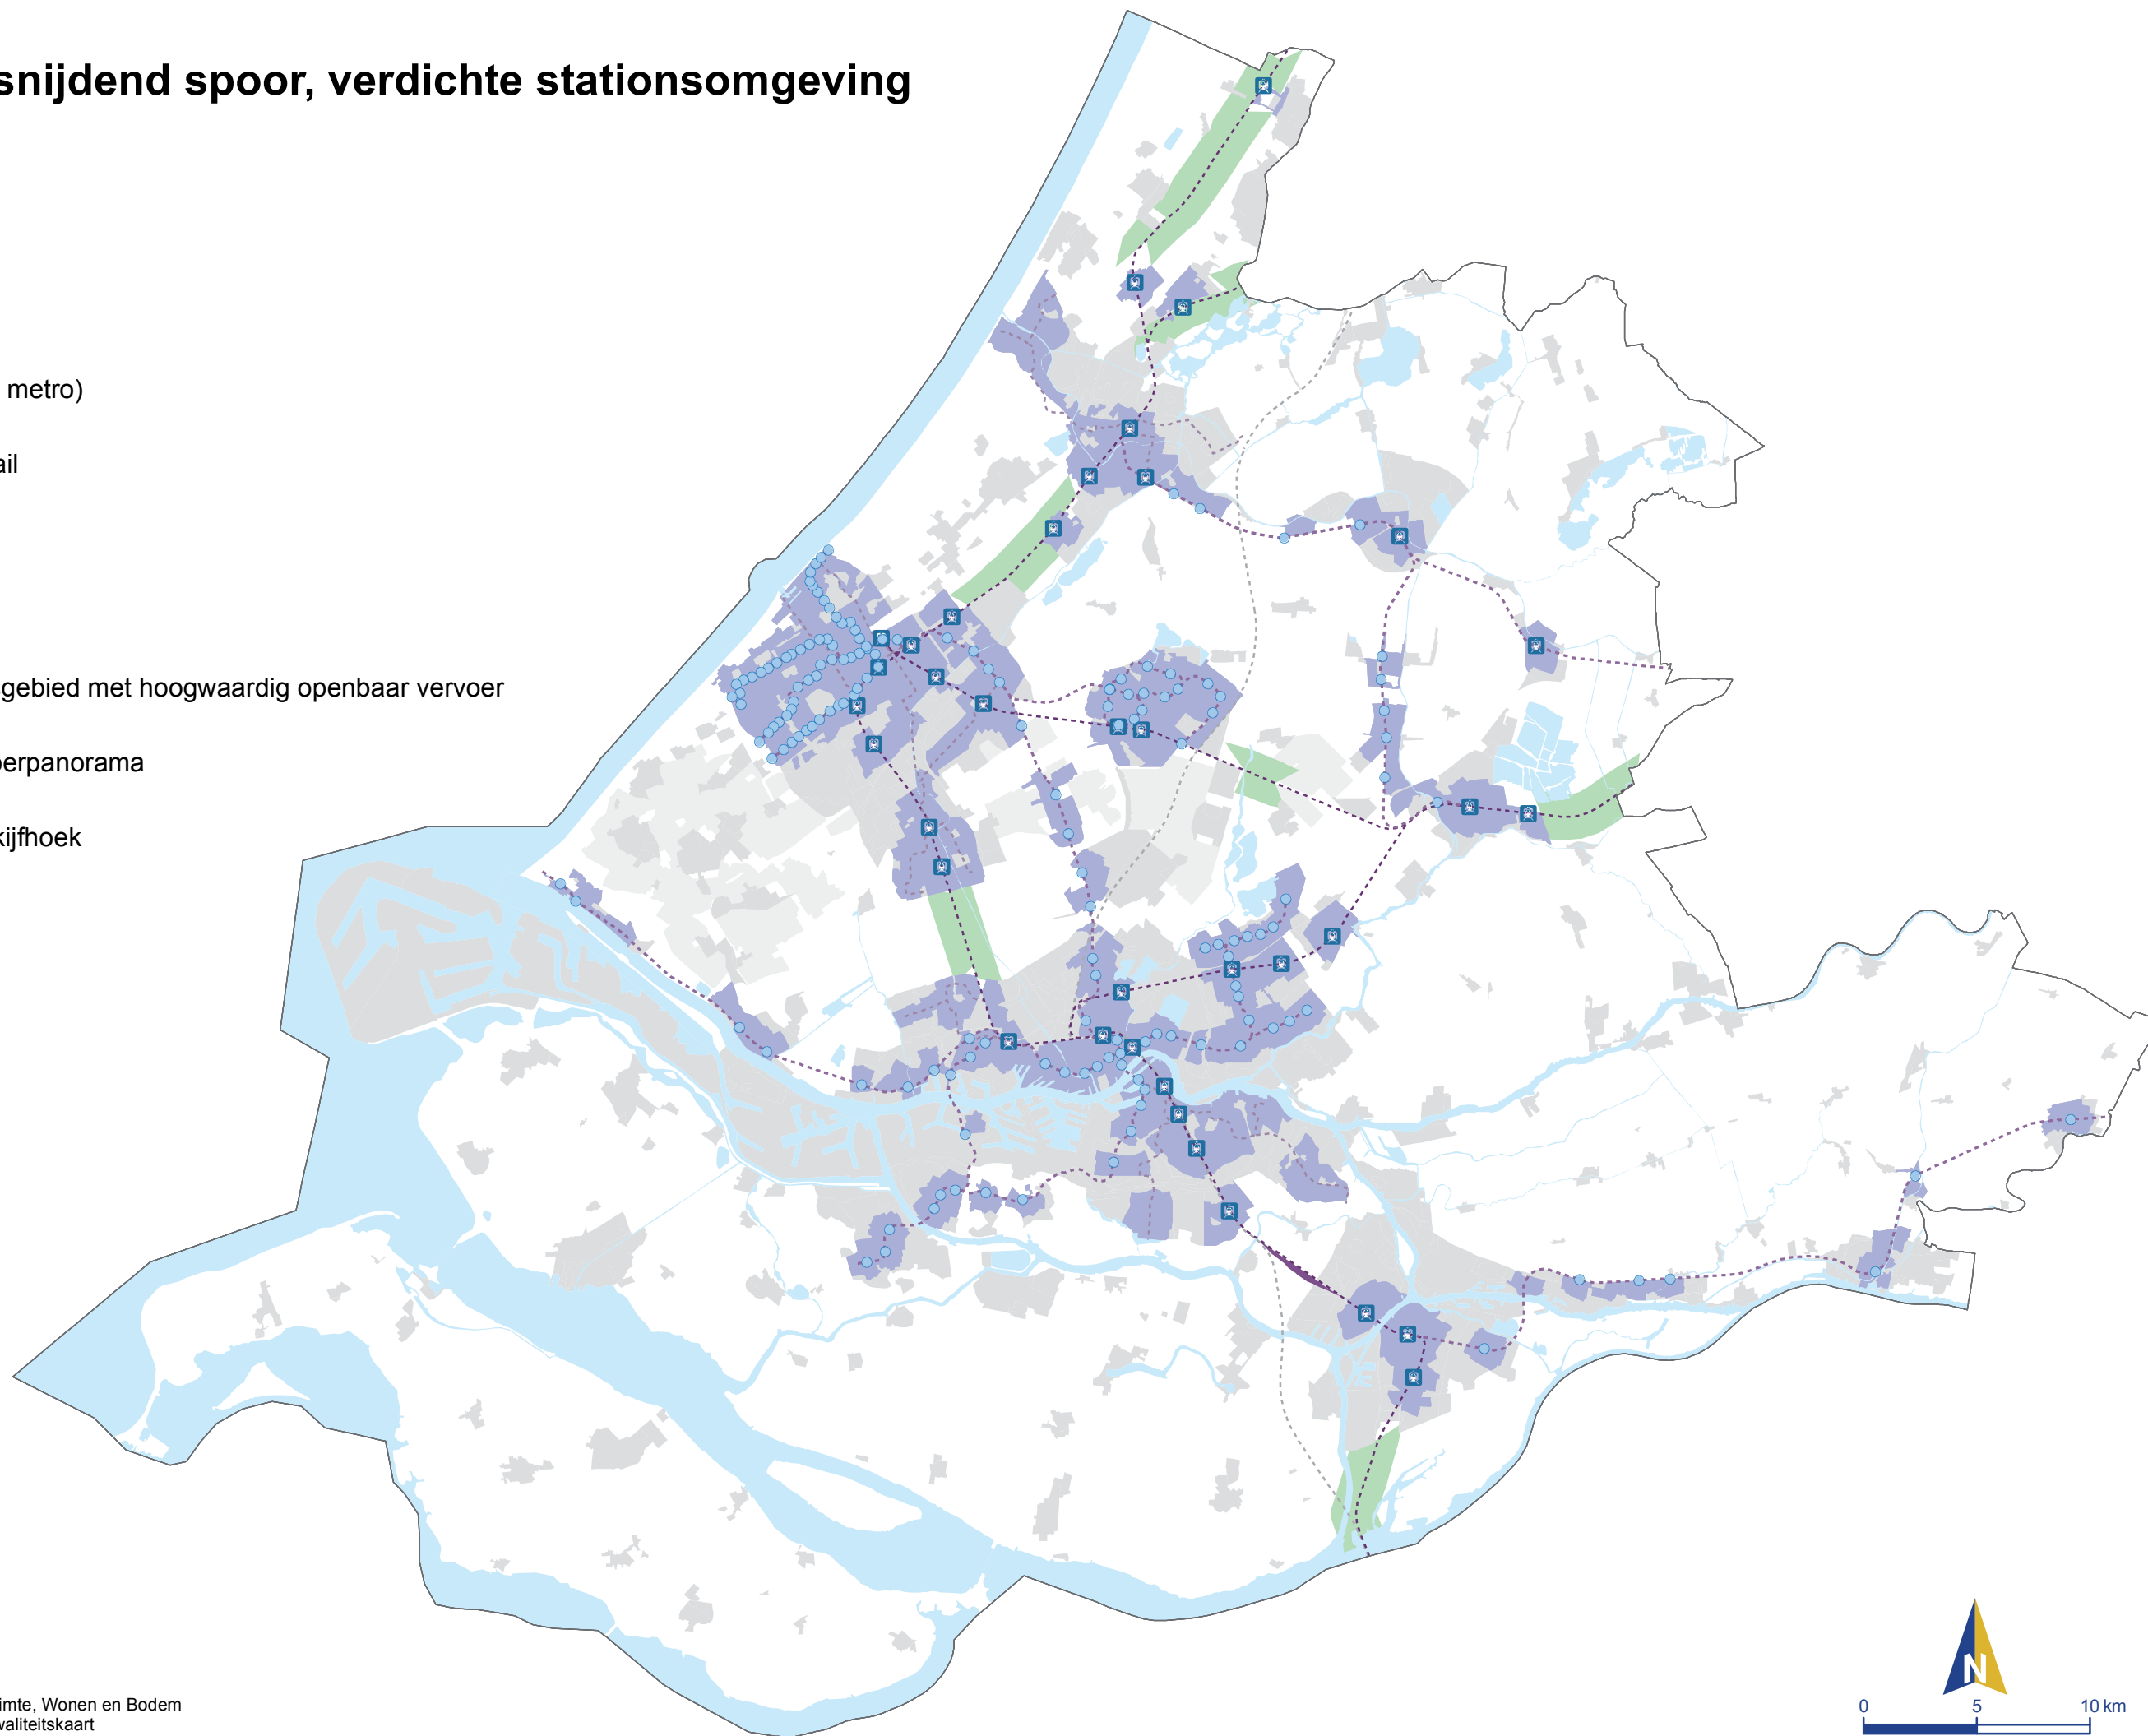 snijdend spoor, verdichte stationsomgeving
metro)
ail
gebied met hoogwaardig openbaar vervoer
erpanorama
kijfhoek
imte, Wonen en Bodem
waliteitskaart
N
0 5 10 km